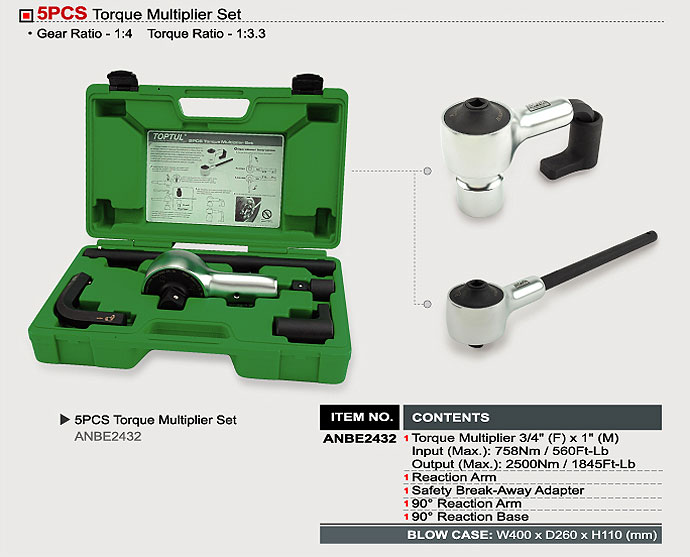 5PCS Torque Multiplier Set
• Gear Ratio - 1:4 Torque Ratio - 1:3.3
TOPTUL
5PCS Torque Multiplier Set
▶ 5PCS Torque Multiplier Set
ANBE2432
ITEM NO. CONTENTS
ANBE2432 1 Torque Multiplier 3/4" (F) x 1" (M)
Input (Max.): 758Nm / 560Ft-Lb
Output (Max.): 2500Nm / 1845Ft-Lb
1 Reaction Arm
1 Safety Break-Away Adapter
1 90° Reaction Arm
1 90° Reaction Base
BLOW CASE: W400 x D260 x H110 (mm)